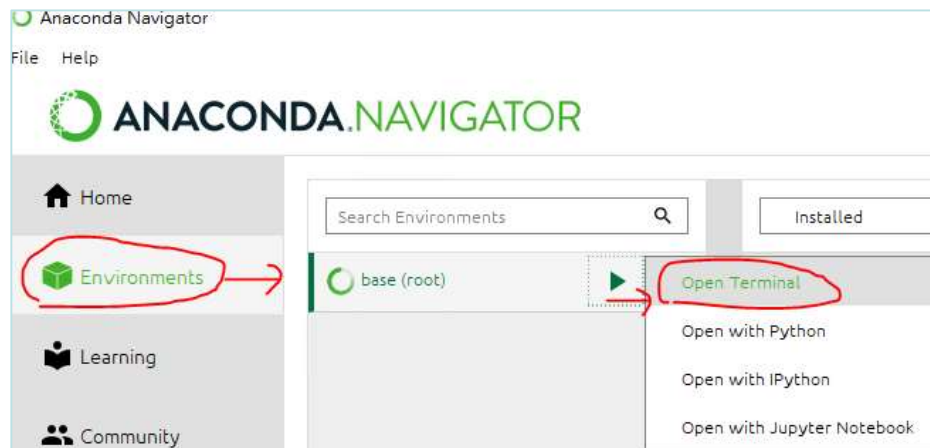 Anaconda Navigator
File Help
ANACONDA.NAVIGATOR
Home
Search Environments
Installed
Environments
base (root)
Open Terminal
Open with Python
Learning
Open with IPython
Open with Jupyter Notebook
Community